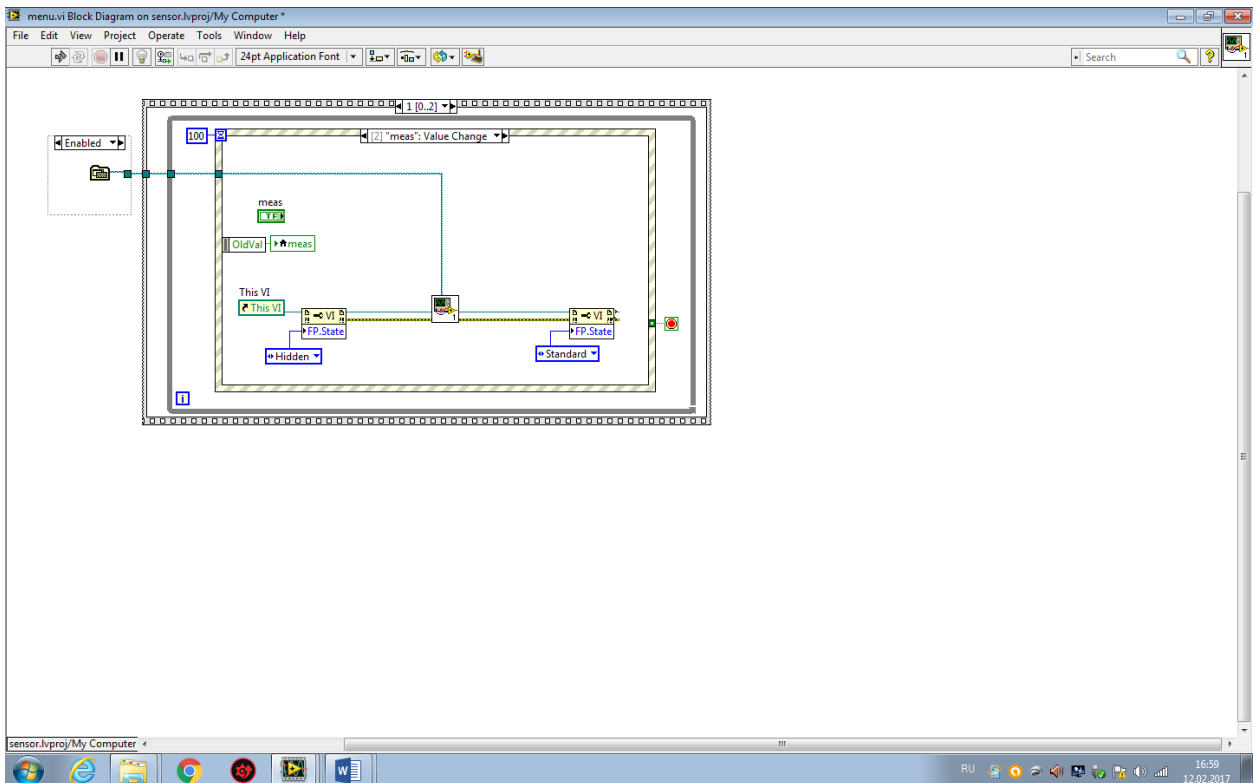 menu.vi Block Diagram on sensor.lvproj/My Computer *
File Edit View Project Operate Tools Window Help
24pt Application Font
Search
1
1 [0..2]
Enabled
100
[2] "meas": Value Change
meas
TF
OldVal
meas
This VI
This VI
VI
FP.State
Hidden
1
VI
FP.State
Standard
i
sensor.lvproj/My Computer
RU
16:59
12.02.2017